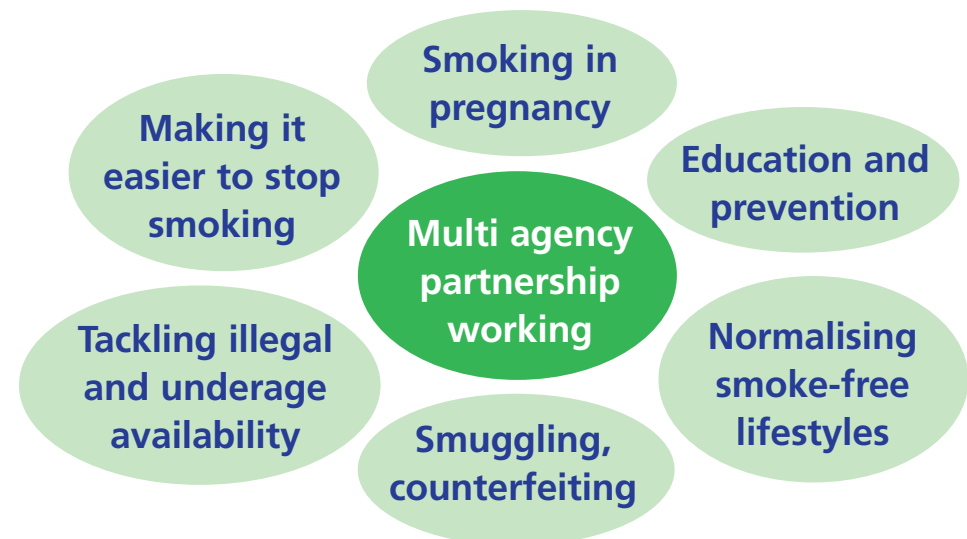 Smoking in
pregnancy
Making it
easier to stop
smoking
Education and
prevention
Multi agency
partnership
working
Tackling illegal
and underage
availability
Normalising
smoke-free
lifestyles
Smuggling,
counterfeiting